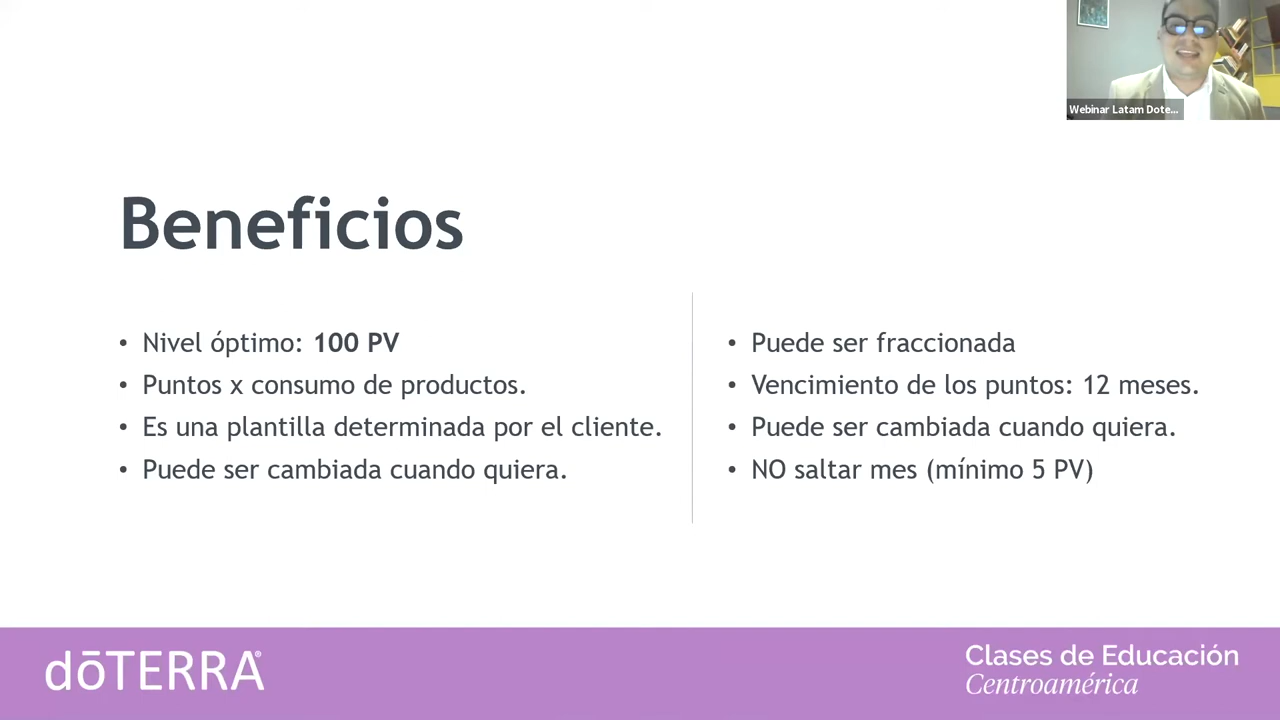 Webinar Latam Dote...
Beneficios
• Nivel óptimo: 100 PV
• Puntos x consumo de productos.
• Es una plantilla determinada por el cliente.
• Puede ser cambiada cuando quiera.
• Puede ser fraccionada
• Vencimiento de los puntos: 12 meses.
• Puede ser cambiada cuando quiera.
• NO saltar mes (mínimo 5 PV)
dōTERRA®
Clases de Educación
Centroamérica